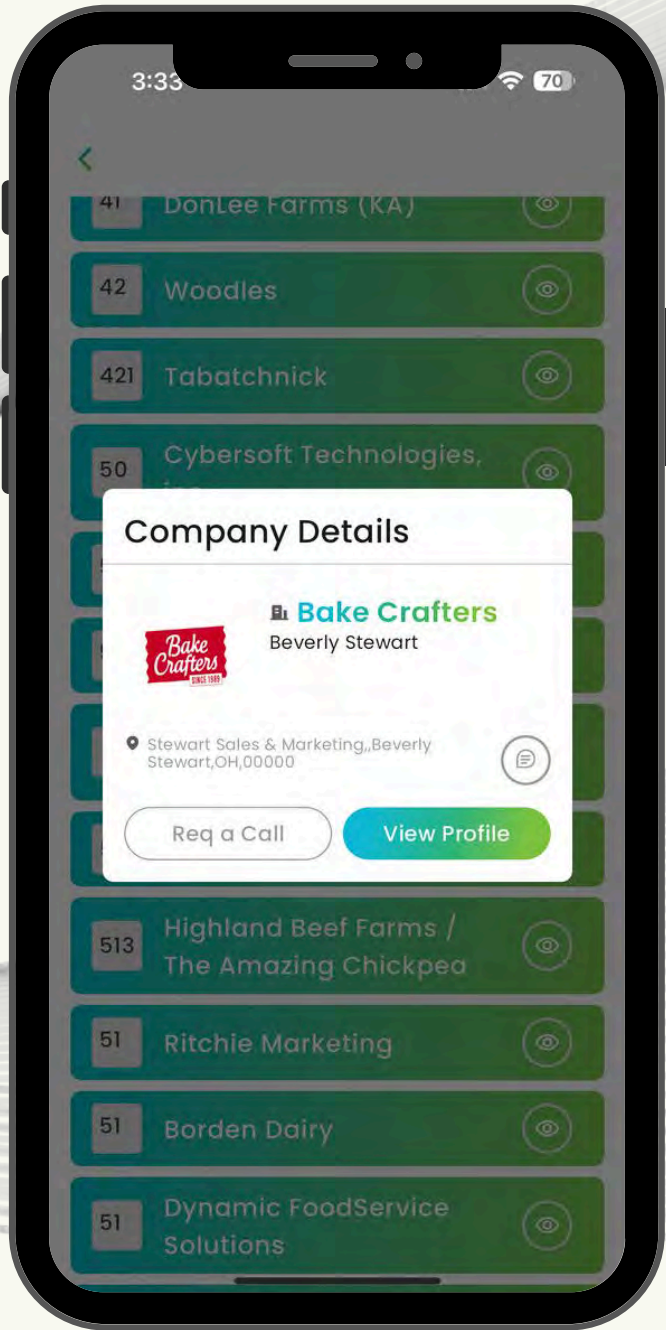 3:33
70
41 DonLee Farms (KA)
42 Woodles
421 Tabatchnick
50 Cybersoft Technologies,
Company Details
Bake Crafters
Beverly Stewart
Bake
Crafters
SINCE 1989
Stewart Sales & Marketing,,Beverly
Stewart,OH,00000
Req a Call
View Profile
513 Highland Beef Farms /
The Amazing Chickpea
51 Ritchie Marketing
51 Borden Dairy
51 Dynamic FoodService
Solutions